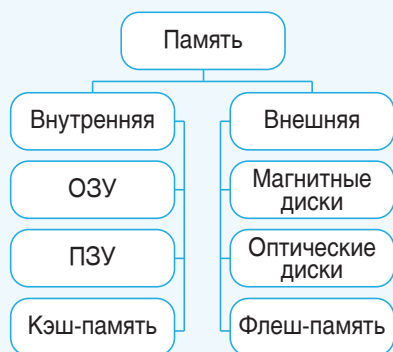 Память
Внутренняя
ОЗУ
ПЗУ
Кэш-память
Внешняя
Магнитные
диски
Оптические
диски
Флеш-память